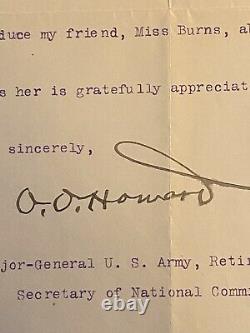 duce my friend, Miss Burns, a
s her is gratefully appreciat
sincerely,
O. O. Howard
jor-General U. S. Army, Retir
Secretary of National Commi